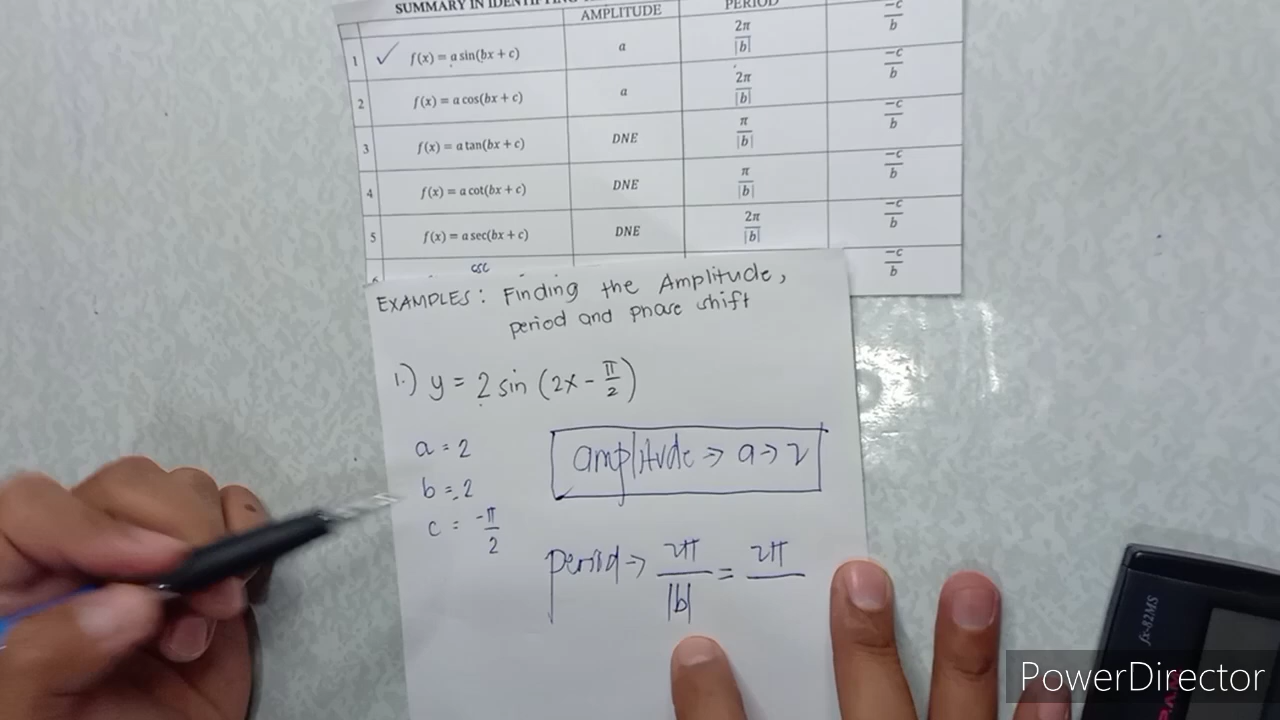 SUMMARY IN IDENTIFYING
AMPLITUDE PERIOD -c/b
1 ✓ f(x) = a sin(bx + c) a 2π/|b| -c/b
2 f(x) = a cos(bx + c) a 2π/|b| -c/b
3 f(x) = a tan(bx + c) DNE π/|b| -c/b
4 f(x) = a cot(bx + c) DNE π/|b| -c/b
5 f(x) = a sec(bx + c) DNE 2π/|b| -c/b
csc
EXAMPLES: Finding the Amplitude,
period and phase shift
1.) y = 2 sin (2x - π/2)
a = 2
amplitude → a → 2
b = 2
c = -π/2
period → 2π/|b| = 2π
fx-82MS
PowerDirector